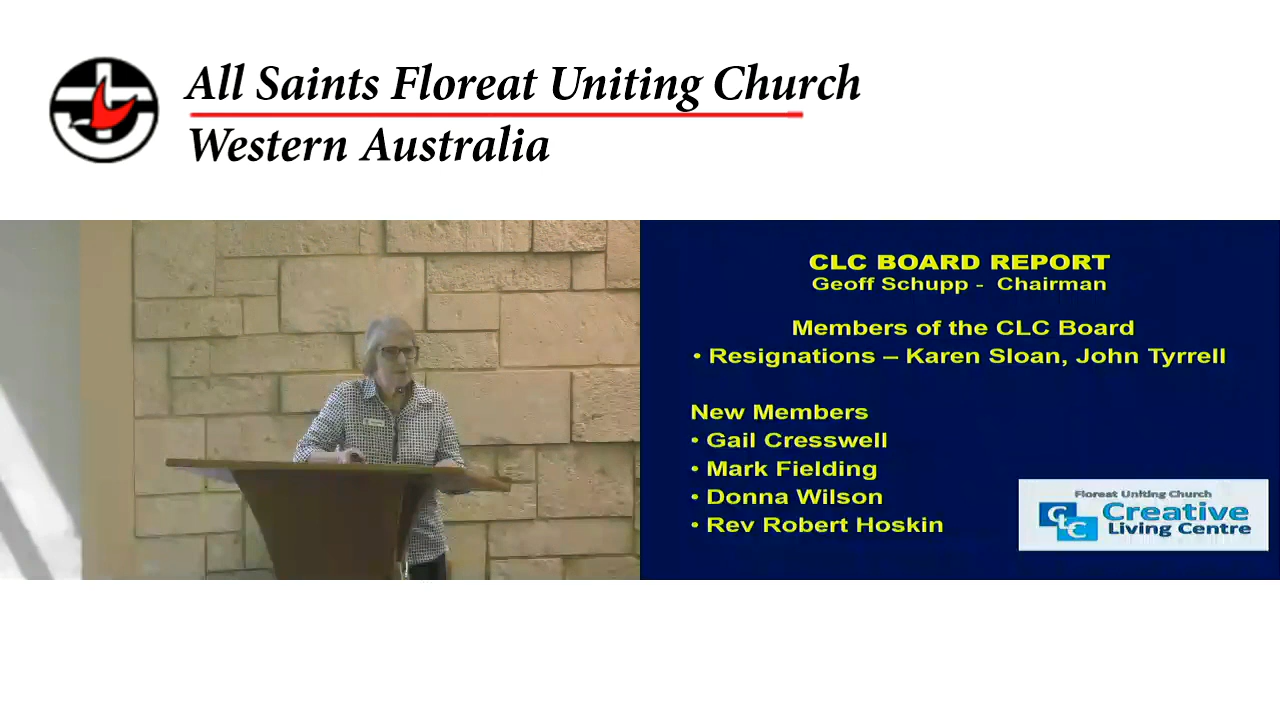 All Saints Floreat Uniting Church
Western Australia
CLC BOARD REPORT
Geoff Schupp - Chairman
Members of the CLC Board
• Resignations – Karen Sloan, John Tyrrell
New Members
• Gail Cresswell
• Mark Fielding
• Donna Wilson
• Rev Robert Hoskin
Floreat Uniting Church
CLC
Creative
Living Centre